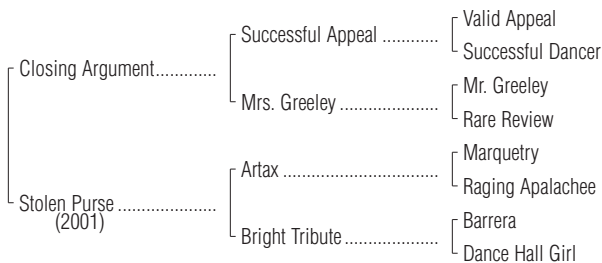 Valid Appeal
Successful Appeal ............
Successful Dancer
Closing Argument.............
Mr. Greeley
Mrs. Greeley .....................
Rare Review
Marquetry
Artax .................................
Raging Apalachee
Stolen Purse .....................
(2001)
Barrera
Bright Tribute....................
Dance Hall Girl